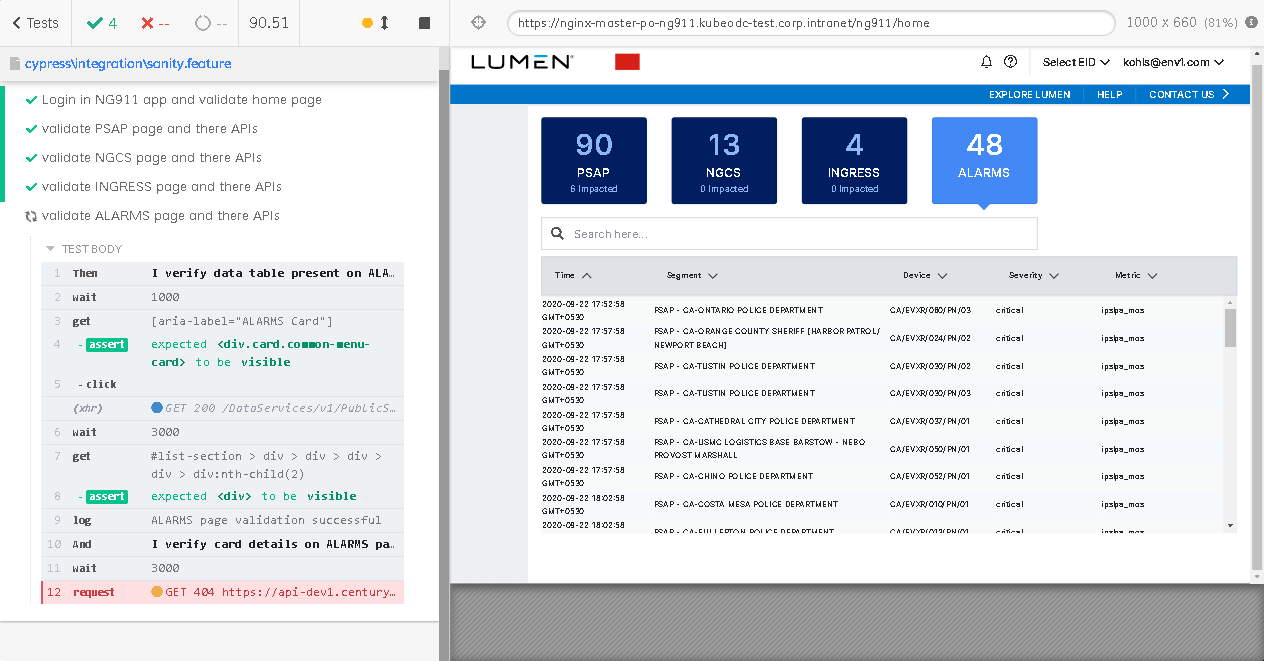 Tests
4
--
--
90.51
https://nginx-master-po-ng911.kubeodc-test.corp.intranet/ng911/home
1000 x 660 (81%)
cypress\integration\sanity.feature
Login in NG911 app and validate home page
validate PSAP page and there APIs
validate NGCS page and there APIs
validate INGRESS page and there APIs
validate ALARMS page and there APIs
TEST BODY
1 Then I verify data table present on ALA…
2 wait 1000
3 get [aria-label="ALARMS Card"]
4 - assert expected <div.card.common-menu-
card> to be visible
5 - click
(xhr) GET 200 /DataServices/v1/PublicS…
6 wait 3000
7 get #list-section > div > div > div >
div > div:nth-child(2)
8 - assert expected <div> to be visible
9 log ALARMS page validation successful
10 And I verify card details on ALARMS pa…
11 wait 3000
12 request GET 404 https://api-dev1.century…
LUMEN®
Select EID
kohls@env1.com
EXPLORE LUMEN
HELP
CONTACT US
90
PSAP
6 Impacted
13
NGCS
0 Impacted
4
INGRESS
0 Impacted
48
ALARMS
Search here...
Time Segment Device Severity Metric
2020-09-22 17:52:58
GMT+0530
PSAP - CA-ONTARIO POLICE DEPARTMENT CA/EVXR/080/PN/03 critical ipslpa_mos
2020-09-22 17:57:58
GMT+0530
PSAP - CA-ORANGE COUNTY SHERIFF [HARBOR PATROL/
NEWPORT BEACH] CA/EVXR/024/PN/02 critical ipslpa_mos
2020-09-22 17:57:58
GMT+0530
PSAP - CA-TUSTIN POLICE DEPARTMENT CA/EVXR/030/PN/02 critical ipslpa_mos
2020-09-22 17:57:58
GMT+0530
PSAP - CA-TUSTIN POLICE DEPARTMENT CA/EVXR/030/PN/03 critical ipslpa_mos
2020-09-22 17:57:58
GMT+0530
PSAP - CA-CATHEDRAL CITY POLICE DEPARTMENT CA/EVXR/037/PN/01 critical ipslpa_mos
2020-09-22 17:57:58
GMT+0530
PSAP - CA-USMC LOGISTICS BASE BARSTOW - NEBO
PROVOST MARSHALL CA/EVXR/050/PN/01 critical ipslpa_mos
2020-09-22 17:57:58
GMT+0530
PSAP - CA-CHINO POLICE DEPARTMENT CA/EVXR/052/PN/01 critical ipslpa_mos
2020-09-22 18:02:58
GMT+0530
PSAP - CA-COSTA MESA POLICE DEPARTMENT CA/EVXR/010/PN/01 critical ipslpa_mos
2020-09-22 18:02:58
PSAP - CA-FULLERTON POLICE DEPARTMENT CA/EVXR/013/PN/01 critical ipslpa_mos